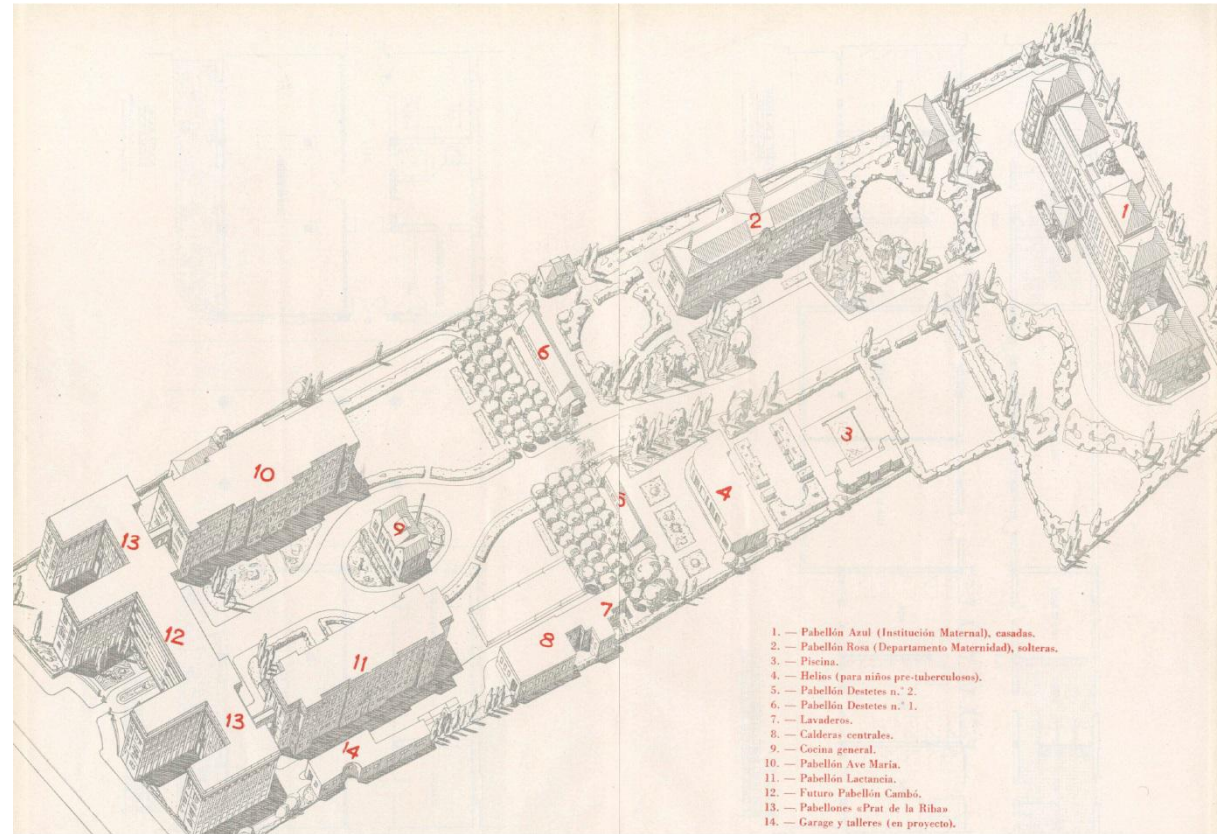 1
2
6
3
4
5
10
9
13
12
7
8
11
13
14
1. — Pabellón Azul (Institución Maternal), casadas.
2. — Pabellón Rosa (Departamento Maternidad), solteras.
3. — Piscina.
4. — Helios (para niños pre-tuberculosos).
5. — Pabellón Destetes n.° 2.
6. — Pabellón Destetes n.° 1.
7. — Lavaderos.
8. — Calderas centrales.
9. — Cocina general.
10. — Pabellón Ave María.
11. — Pabellón Lactancia.
12. — Futuro Pabellón Cambó.
13. — Pabellones «Prat de la Riba»
14. — Garage y talleres (en proyecto).